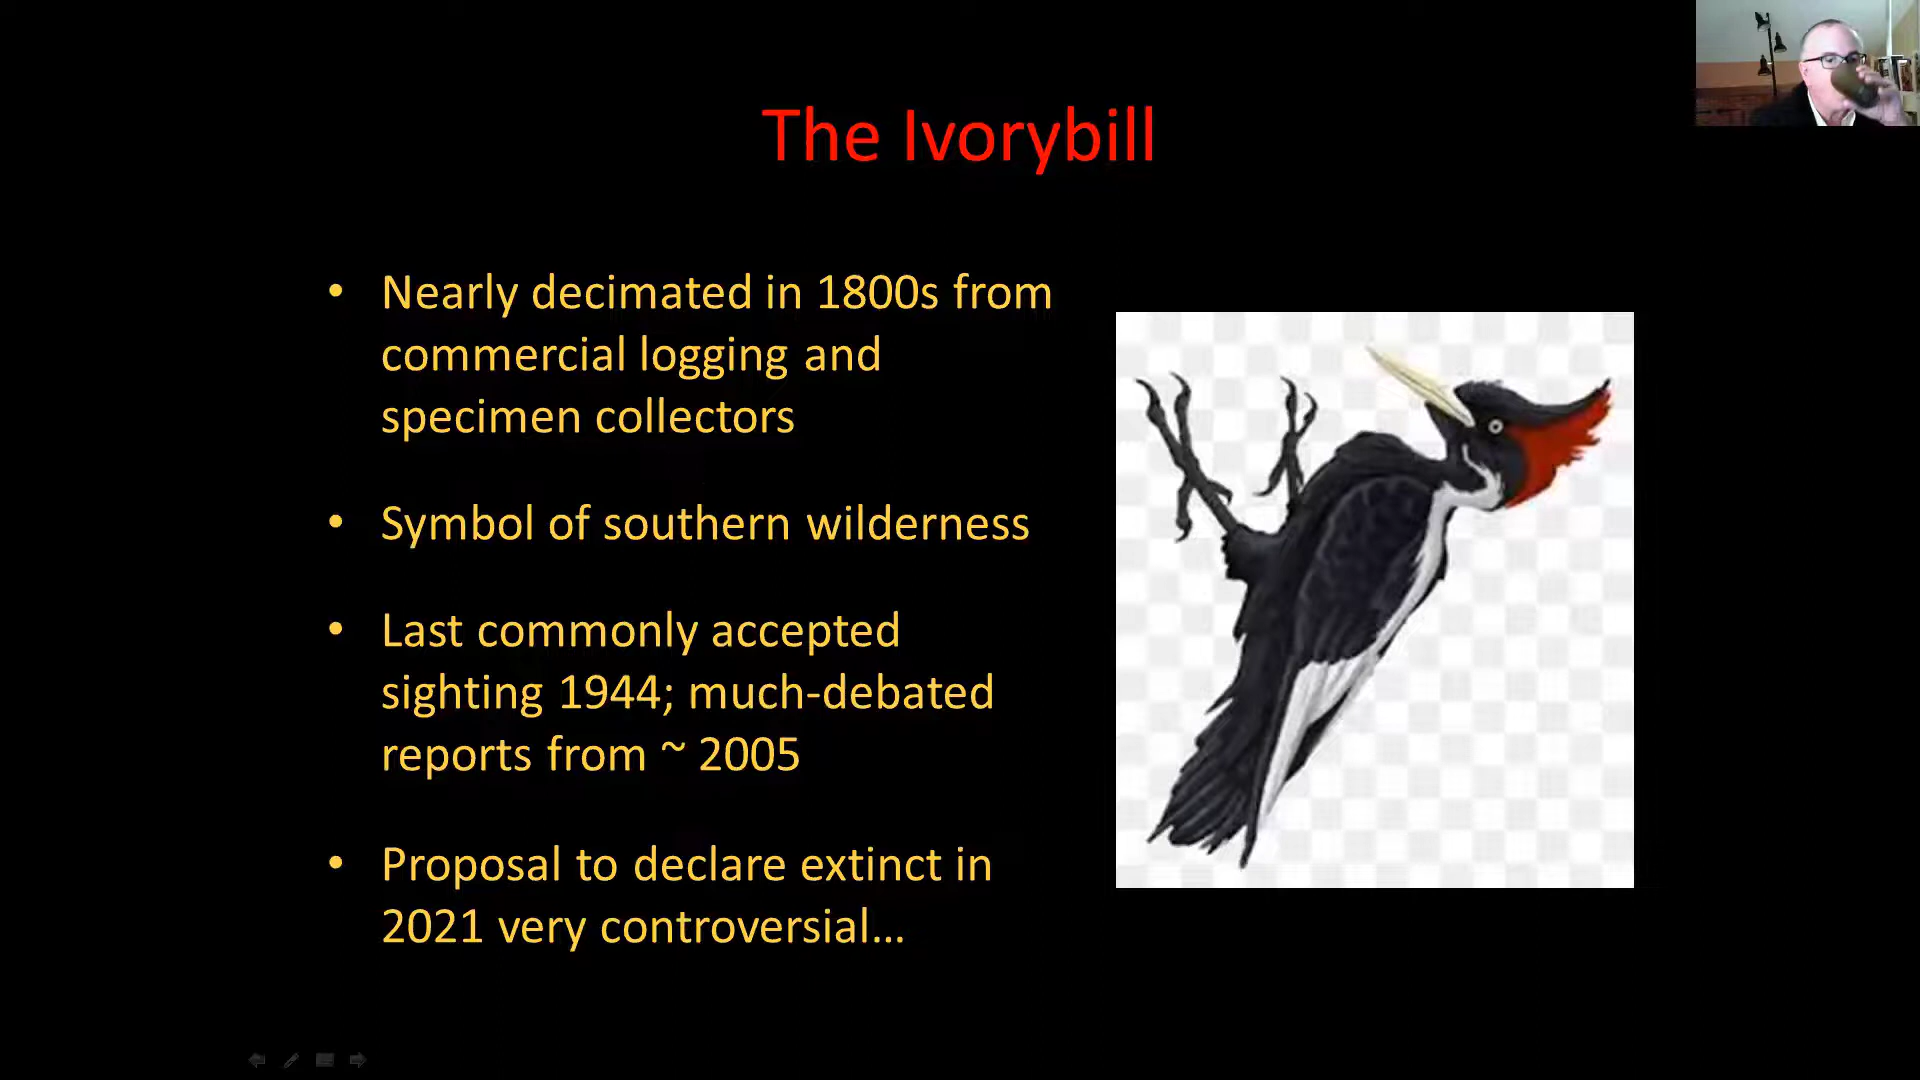 The Ivorybill
• Nearly decimated in 1800s from
commercial logging and
specimen collectors
• Symbol of southern wilderness
• Last commonly accepted
sighting 1944; much-debated
reports from ~ 2005
• Proposal to declare extinct in
2021 very controversial...